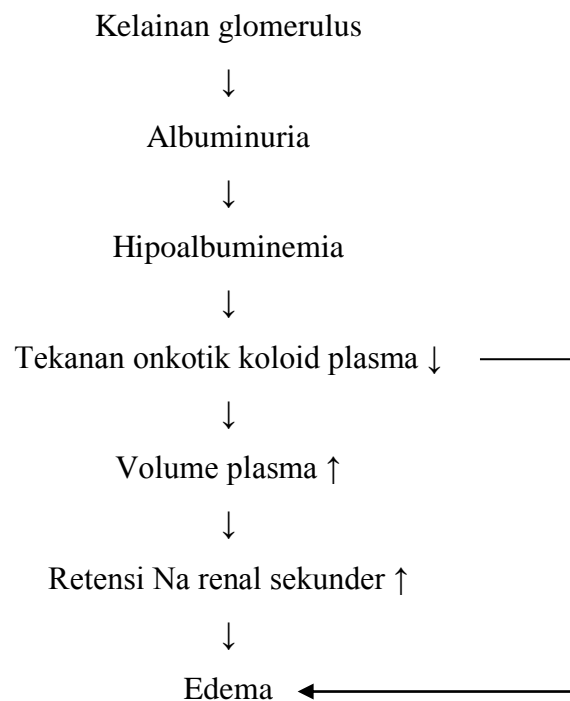 Kelainan glomerulus
↓
Albuminuria
↓
Hipoalbuminemia
↓
Tekanan onkotik koloid plasma ↓
↓
Volume plasma ↑
↓
Retensi Na renal sekunder ↑
↓
Edema